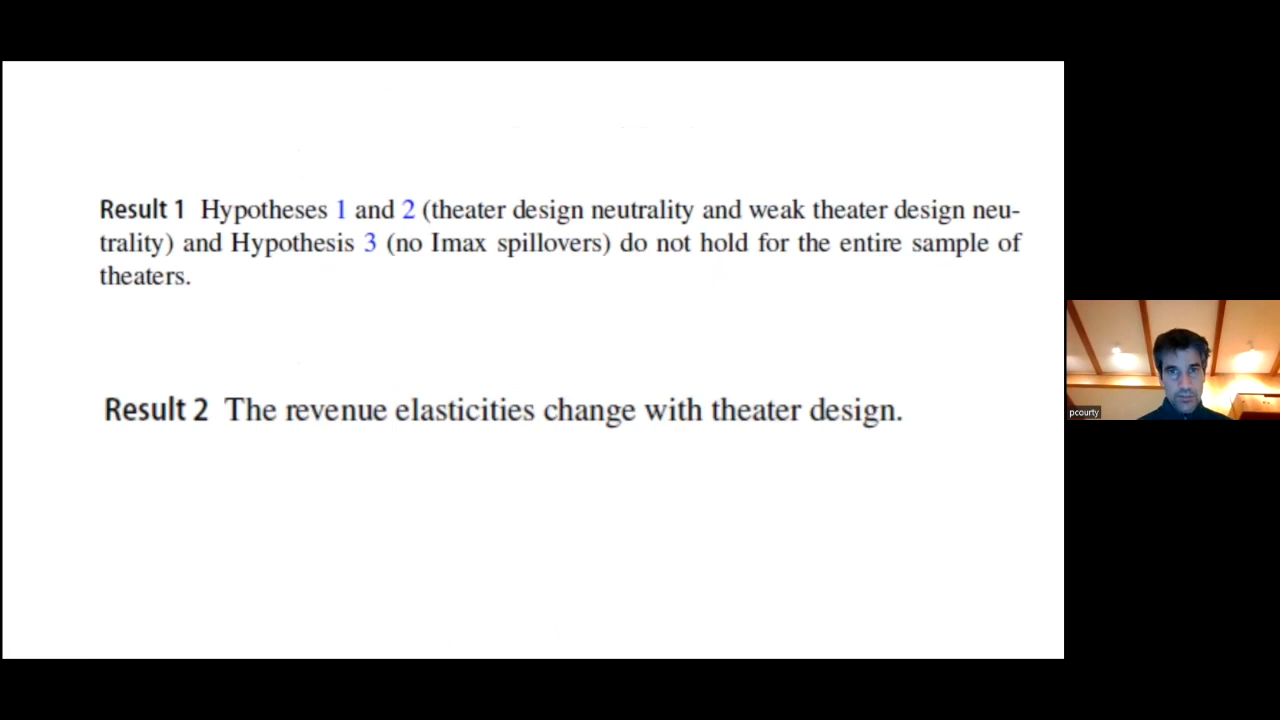 Result 1 Hypotheses 1 and 2 (theater design neutrality and weak theater design neu-
trality) and Hypothesis 3 (no Imax spillovers) do not hold for the entire sample of
theaters.
Result 2 The revenue elasticities change with theater design.
pcourty